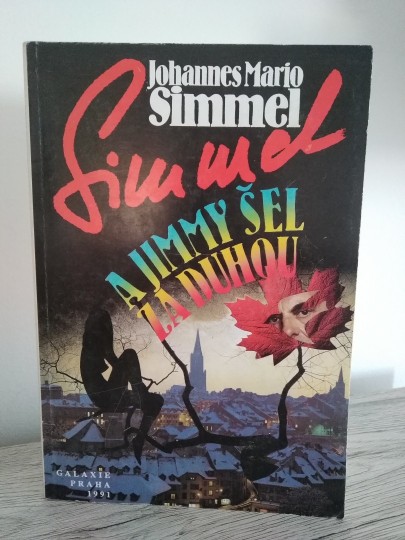 Johannes Mario
Simmel
Simmel
A JIMMY ŠEL
ZA DUHOU
GALAXIE
PRAHA
1991